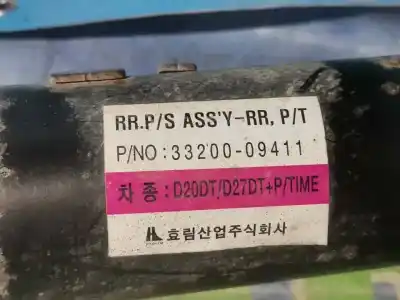 RR.P/S ASS'Y-RR, P/T
P/NO : 33200-09411
차 종 : D20DT/D27DT+P/TIME
효림산업주식회사